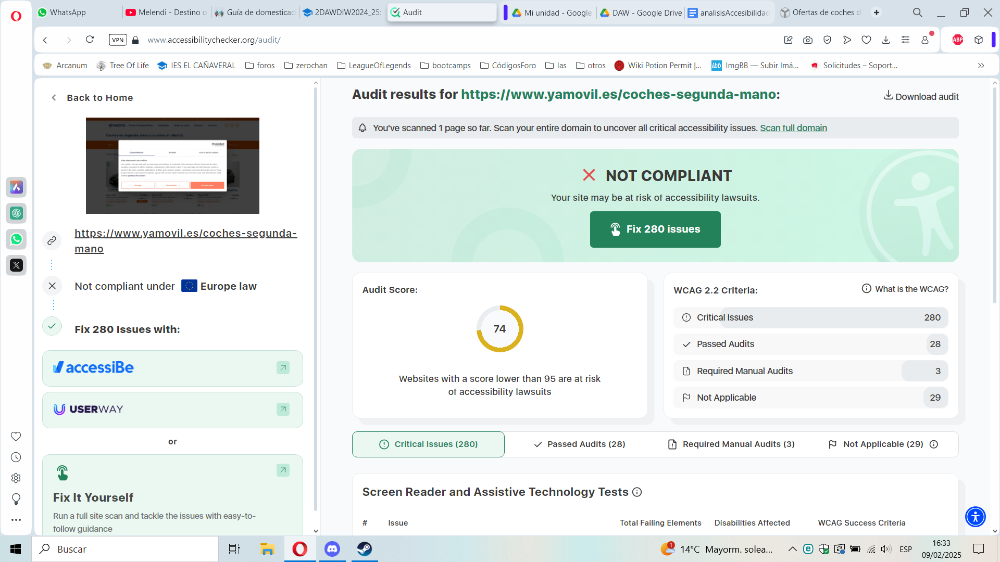 WhatsApp
Melendi - Destino o
Guía de domesticac
2DAWDIW2024_25:
Audit
Mi unidad - Google
DAW - Google Drive
analisisAccesibilidad
Ofertas de coches d
VPN
www.accessibilitychecker.org/audit/
ABP
Arcanum
Tree Of Life
IES EL CAÑAVERAL
foros
zerochan
LeagueOfLegends
bootcamps
CódigosForo
las
otros
Wiki Potion Permit |...
ibb
ImgBB — Subir Imá...
Solicitudes – Soport...
Back to Home
Coches de segunda mano y ocasión en Madrid
https://www.yamovil.es/coches-segunda-
mano
Not compliant under Europe law
Fix 280 Issues with:
accessiBe
USERWAY
or
Fix It Yourself
Run a full site scan and tackle the issues with easy-to-
follow guidance
Audit results for https://www.yamovil.es/coches-segunda-mano:
Download audit
You've scanned 1 page so far. Scan your entire domain to uncover all critical accessibility issues. Scan full domain
NOT COMPLIANT
Your site may be at risk of accessibility lawsuits.
Fix 280 issues
Audit Score:
74
Websites with a score lower than 95 are at risk
of accessibility lawsuits
WCAG 2.2 Criteria:
What is the WCAG?
Critical Issues 280
Passed Audits 28
Required Manual Audits 3
Not Applicable 29
Critical Issues (280)
Passed Audits (28)
Required Manual Audits (3)
Not Applicable (29)
Screen Reader and Assistive Technology Tests
# Issue Total Failing Elements Disabilities Affected WCAG Success Criteria
Buscar
1
14°C Mayorm. solea...
ESP
16:33
09/02/2025